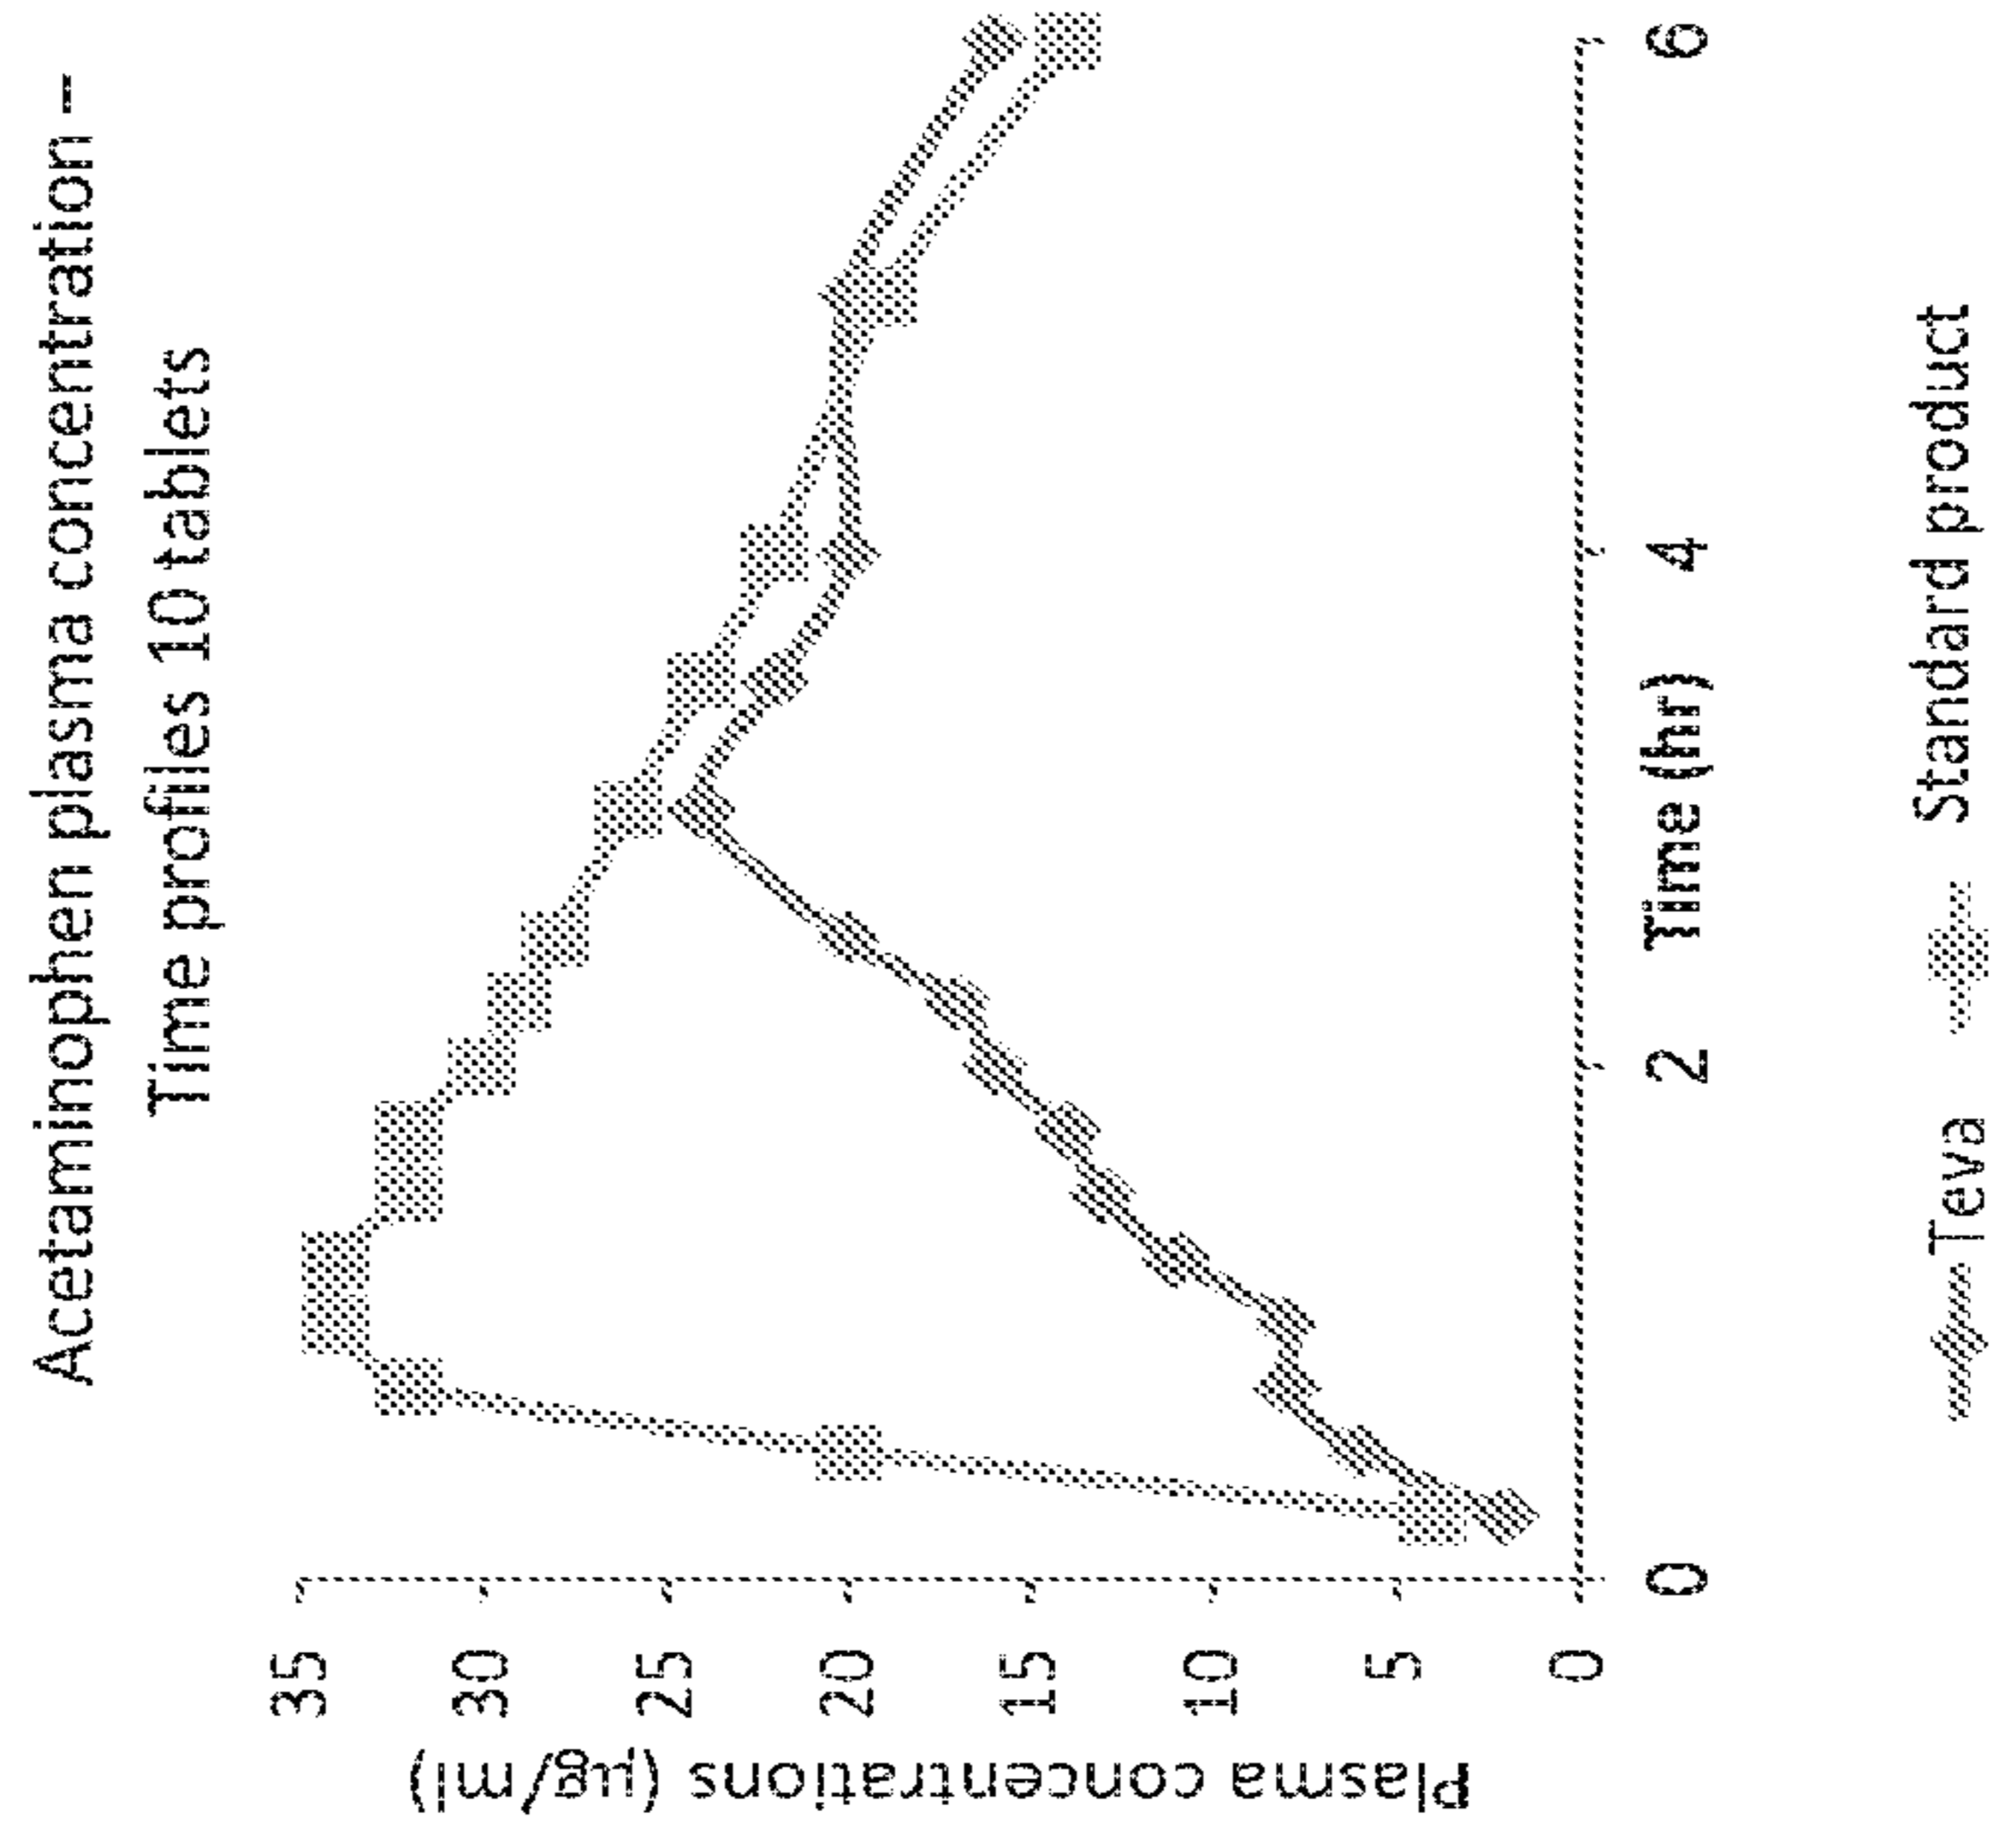 Acetaminophen plasma concentration –
Time profiles 10 tablets
Plasma concentrations (µg/ml)
35
30
25
20
15
10
5
0
0 2 4 6
Time (hr)
Teva Standard product